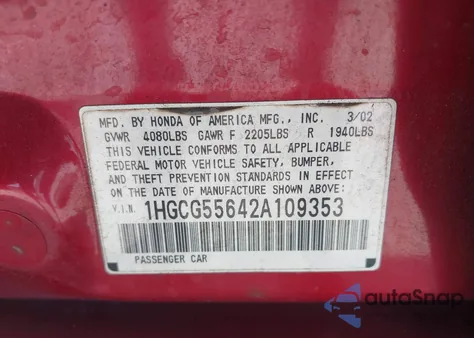 MFD. BY HONDA OF AMERICA MFG., INC. 3/02
GVWR 4080LBS GAWR F 2205LBS R 1940LBS
THIS VEHICLE CONFORMS TO ALL APPLICABLE
FEDERAL MOTOR VEHICLE SAFETY, BUMPER,
AND THEFT PREVENTION STANDARDS IN EFFECT
ON THE DATE OF MANUFACTURE SHOWN ABOVE:
V.I.N. 1HGCG55642A109353
PASSENGER CAR
autoSnap